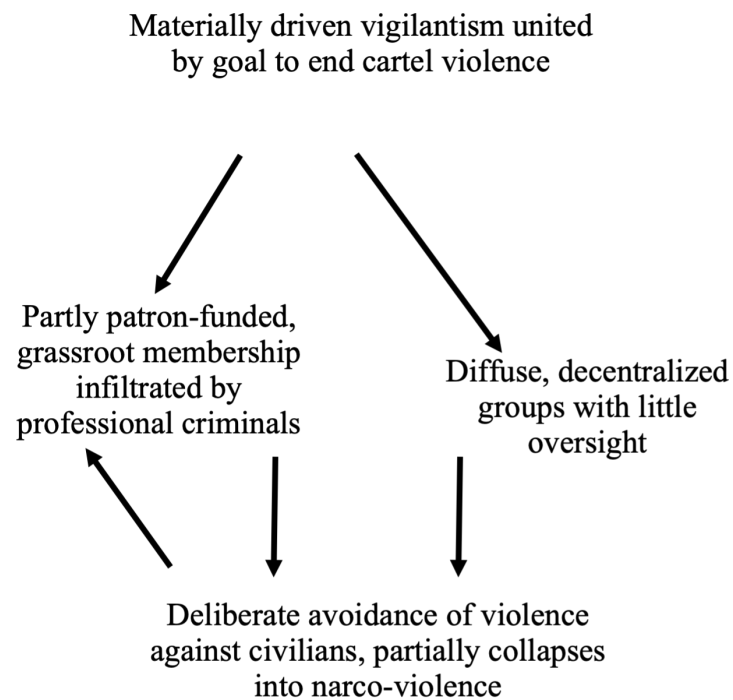 Materially driven vigilantism united
by goal to end cartel violence
Partly patron-funded,
grassroot membership
infiltrated by
professional criminals
Diffuse, decentralized
groups with little
oversight
Deliberate avoidance of violence
against civilians, partially collapses
into narco-violence